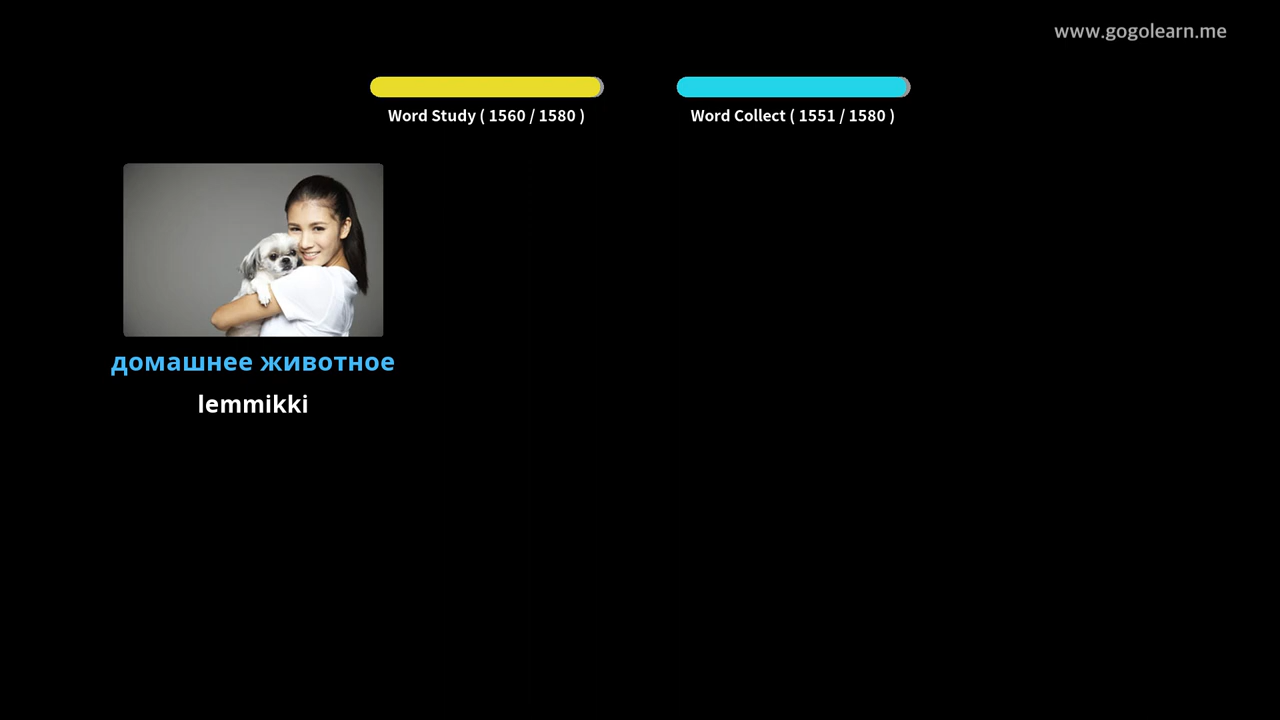 www.gogolearn.me
Word Study ( 1560 / 1580 )
Word Collect ( 1551 / 1580 )
домашнее животное
lemmikki